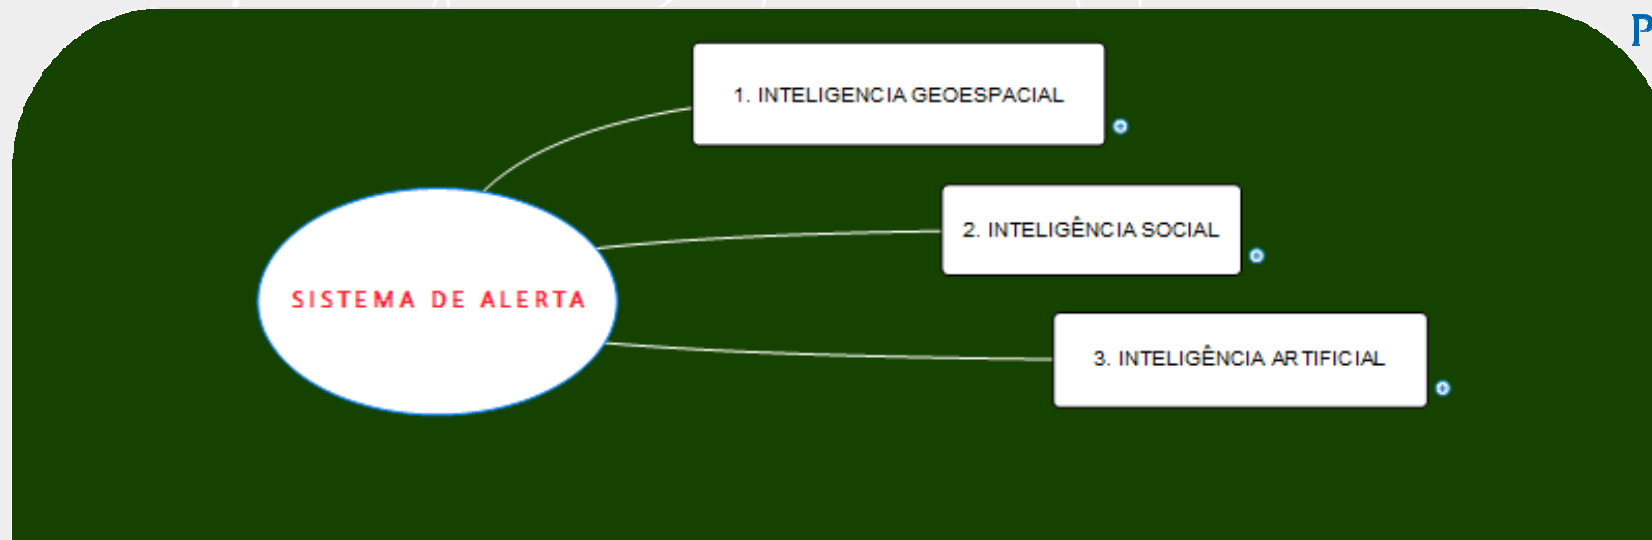 P
1. INTELIGENCIA GEOESPACIAL
2. INTELIGÊNCIA SOCIAL
SISTEMA DE ALERTA
3. INTELIGÊNCIA ARTIFICIAL